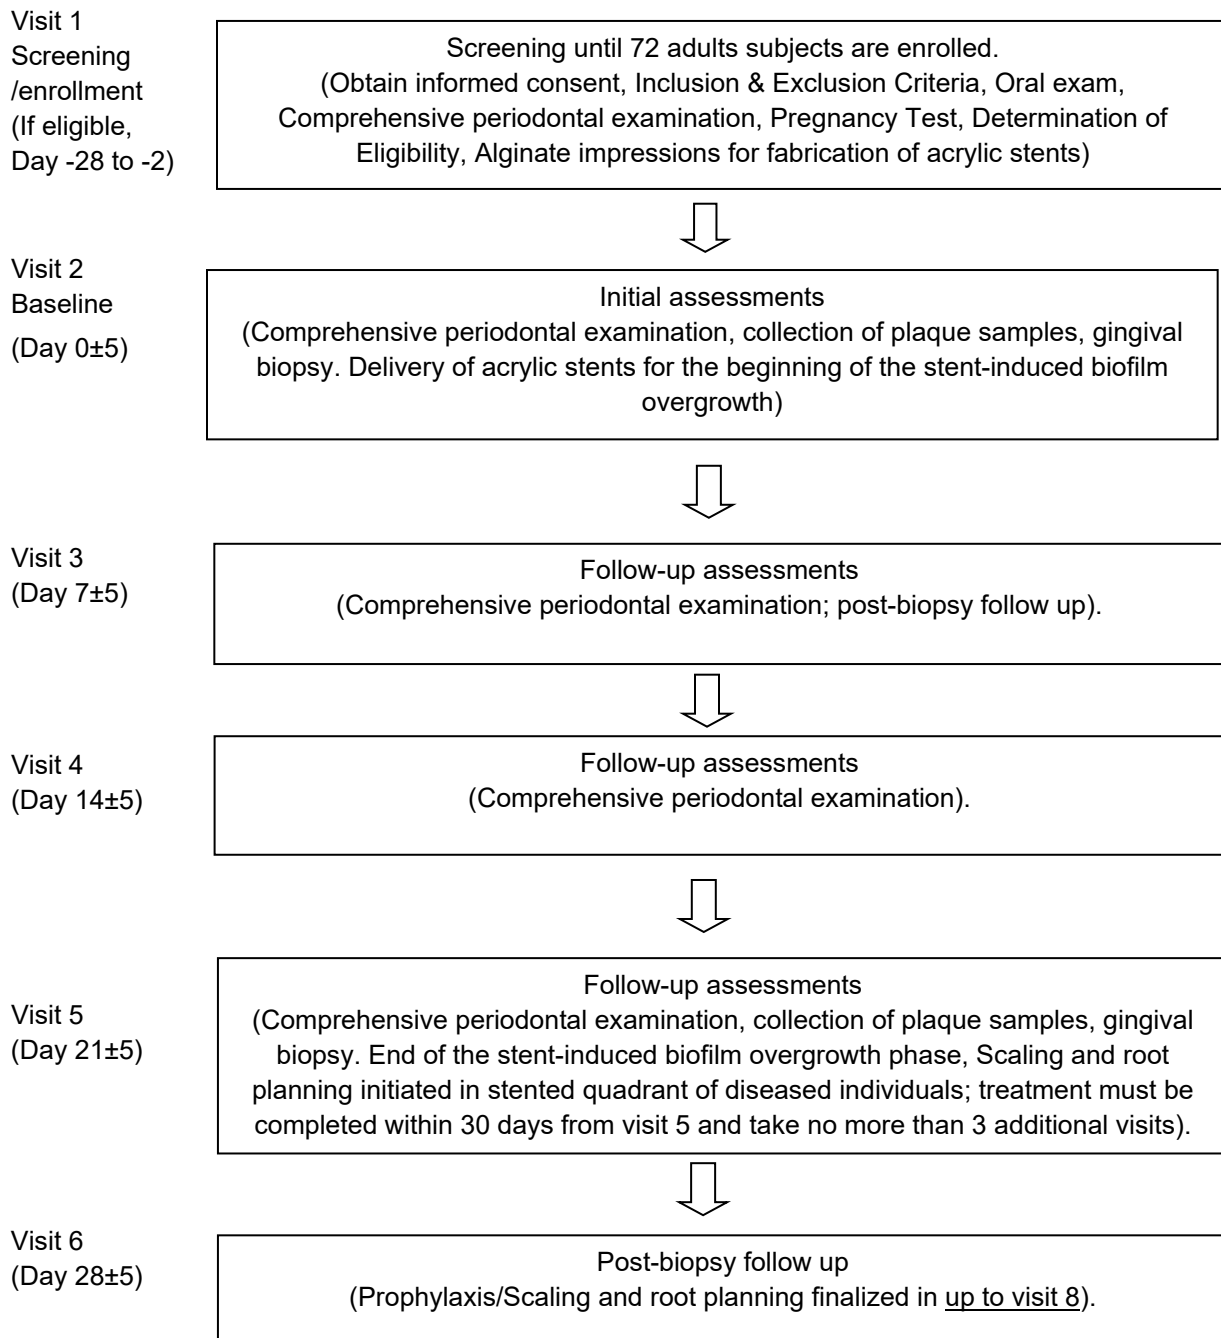 Visit 1
Screening
/enrollment
(If eligible,
Day -28 to -2)
Screening until 72 adults subjects are enrolled.
(Obtain informed consent, Inclusion & Exclusion Criteria, Oral exam,
Comprehensive periodontal examination, Pregnancy Test, Determination of
Eligibility, Alginate impressions for fabrication of acrylic stents)
Visit 2
Baseline
(Day 0±5)
Initial assessments
(Comprehensive periodontal examination, collection of plaque samples, gingival
biopsy. Delivery of acrylic stents for the beginning of the stent-induced biofilm
overgrowth)
Visit 3
(Day 7±5)
Follow-up assessments
(Comprehensive periodontal examination; post-biopsy follow up).
Visit 4
(Day 14±5)
Follow-up assessments
(Comprehensive periodontal examination).
Visit 5
(Day 21±5)
Follow-up assessments
(Comprehensive periodontal examination, collection of plaque samples, gingival
biopsy. End of the stent-induced biofilm overgrowth phase, Scaling and root
planning initiated in stented quadrant of diseased individuals; treatment must be
completed within 30 days from visit 5 and take no more than 3 additional visits).
Visit 6
(Day 28±5)
Post-biopsy follow up
(Prophylaxis/Scaling and root planning finalized in up to visit 8).